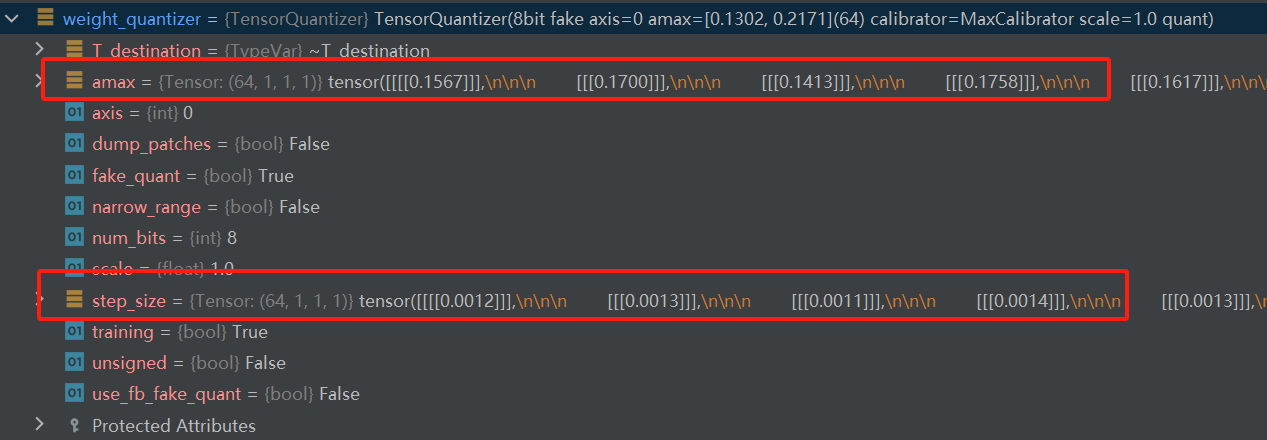 weight_quantizer = {TensorQuantizer} TensorQuantizer(8bit fake axis=0 amax=[0.1302, 0.2171](64) calibrator=MaxCalibrator scale=1.0 quant)
T_destination = {TypeVar} ~T_destination
amax = {Tensor: (64, 1, 1, 1)} tensor([[[[[0.1567]]],\n\n\n [[[0.1700]]],\n\n\n [[[0.1413]]],\n\n\n [[[0.1758]]],\n\n\n [[[0.1617]]],\n\n
01 axis = {int} 0
01 dump_patches = {bool} False
01 fake_quant = {bool} True
01 narrow_range = {bool} False
01 num_bits = {int} 8
01 scale = {float} 1.0
step_size = {Tensor: (64, 1, 1, 1)} tensor([[[[[0.0012]]],\n\n\n [[[0.0013]]],\n\n\n [[[0.0011]]],\n\n\n [[[0.0014]]],\n\n\n [[[0.0013]]],\n
01 training = {bool} True
01 unsigned = {bool} False
01 use_fb_fake_quant = {bool} False
Protected Attributes